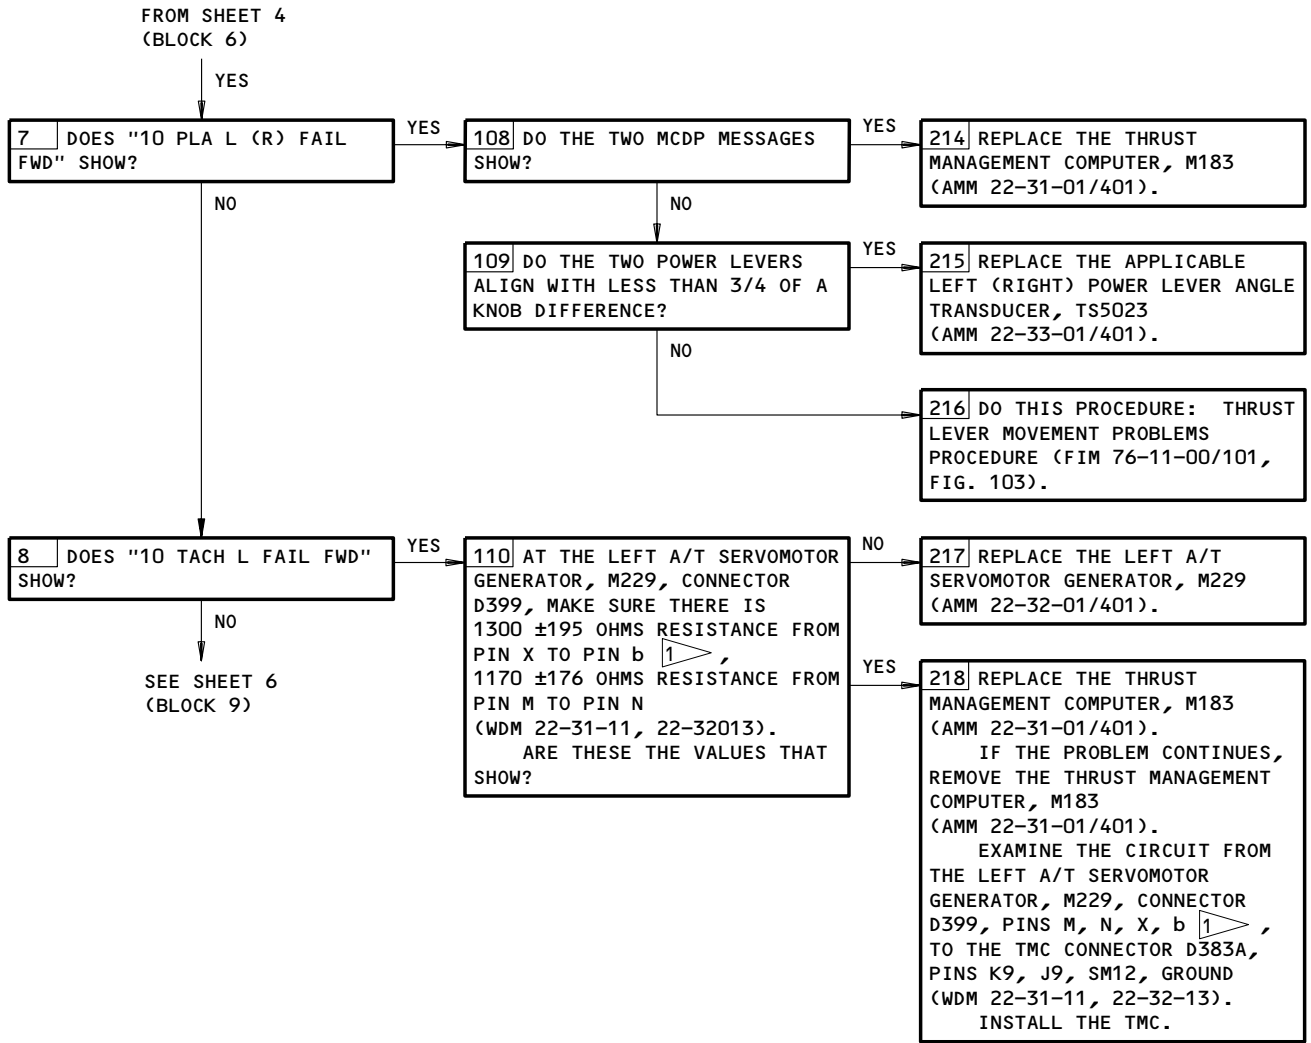 FROM SHEET 4
(BLOCK 6)
YES
7 DOES "10 PLA L (R) FAIL
FWD" SHOW?
YES
108 DO THE TWO MCDP MESSAGES
SHOW?
YES
214 REPLACE THE THRUST
MANAGEMENT COMPUTER, M183
(AMM 22-31-01/401).
NO
NO
109 DO THE TWO POWER LEVERS
ALIGN WITH LESS THAN 3/4 OF A
KNOB DIFFERENCE?
YES
215 REPLACE THE APPLICABLE
LEFT (RIGHT) POWER LEVER ANGLE
TRANSDUCER, TS5023
(AMM 22-33-01/401).
NO
216 DO THIS PROCEDURE: THRUST
LEVER MOVEMENT PROBLEMS
PROCEDURE (FIM 76-11-00/101,
FIG. 103).
8 DOES "10 TACH L FAIL FWD"
SHOW?
YES
110 AT THE LEFT A/T SERVOMOTOR
GENERATOR, M229, CONNECTOR
D399, MAKE SURE THERE IS
1300 ±195 OHMS RESISTANCE FROM
PIN X TO PIN b 1 ,
1170 ±176 OHMS RESISTANCE FROM
PIN M TO PIN N
(WDM 22-31-11, 22-32013).
ARE THESE THE VALUES THAT
SHOW?
NO
217 REPLACE THE LEFT A/T
SERVOMOTOR GENERATOR, M229
(AMM 22-32-01/401).
NO
SEE SHEET 6
(BLOCK 9)
YES
218 REPLACE THE THRUST
MANAGEMENT COMPUTER, M183
(AMM 22-31-01/401).
IF THE PROBLEM CONTINUES,
REMOVE THE THRUST MANAGEMENT
COMPUTER, M183
(AMM 22-31-01/401).
EXAMINE THE CIRCUIT FROM
THE LEFT A/T SERVOMOTOR
GENERATOR, M229, CONNECTOR
D399, PINS M, N, X, b 1 ,
TO THE TMC CONNECTOR D383A,
PINS K9, J9, SM12, GROUND
(WDM 22-31-11, 22-32-13).
INSTALL THE TMC.